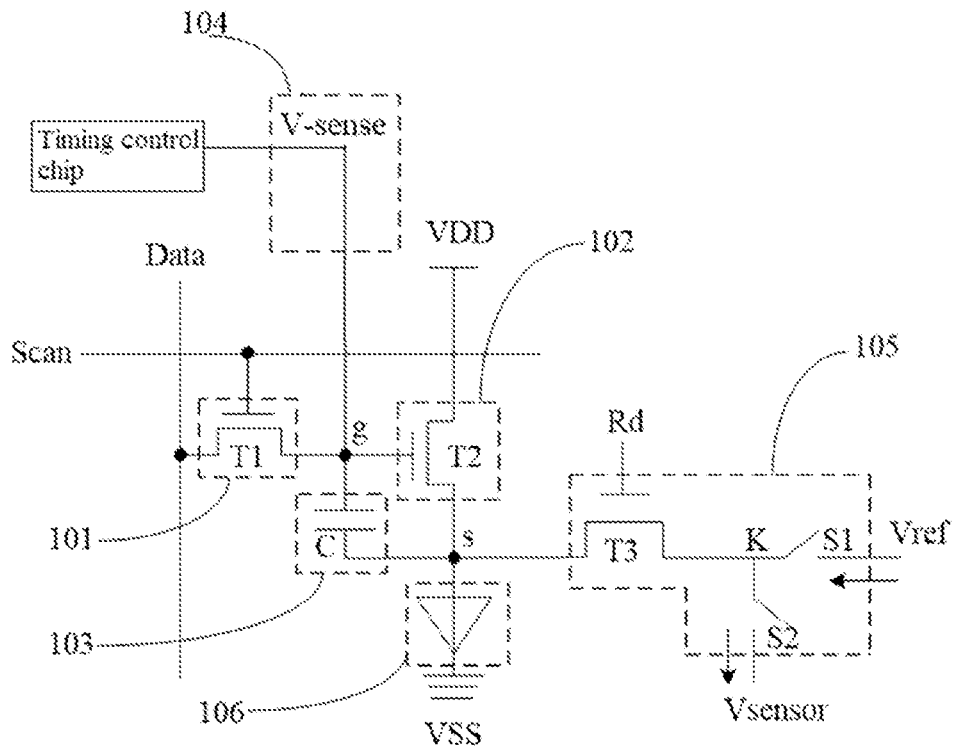 104
V-sense
Timing control
chip
VDD
102
Data
Scan
105
g
Rd
T1
T2
101
C
s
T3
K
S1
Vref
103
S2
106
VSS
Vsensor